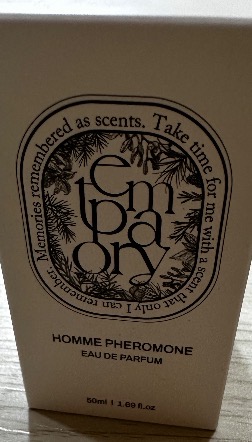 Memories remembered as scents. Take time for me with a scent that only I can remember.
em
tpa
ory
HOMME PHEROMONE
EAU DE PARFUM
50ml I 1.69 fl.oz